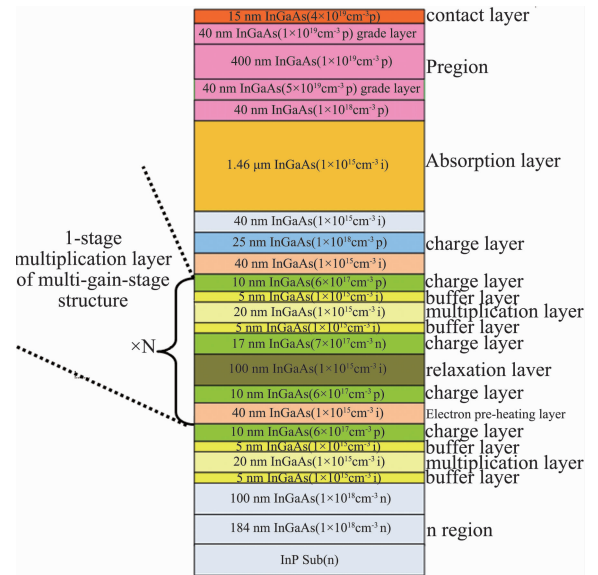 15 nm InGaAs(4×10¹⁹cm⁻³p) contact layer
40 nm InGaAs(1×10¹⁹cm⁻³ p) grade layer
400 nm InGaAs(1×10¹⁹cm⁻³ p) Pregion
40 nm InGaAs(5×10¹⁹cm⁻³p) grade layer
40 nm InGaAs(1×10¹⁸cm⁻³ p)
1.46 μm InGaAs(1×10¹⁵cm⁻³ i) Absorption layer
40 nm InGaAs(1×10¹⁵cm⁻³ i)
25 nm InGaAs(1×10¹⁸cm⁻³ p) charge layer
40 nm InGaAs(1×10¹⁵cm⁻³ i)
1-stage
multiplication layer
of multi-gain-stage
structure
10 nm InGaAs(6×10¹⁷cm⁻³ p) charge layer
5 nm InGaAs(1×10¹⁵cm⁻³ i) buffer layer
20 nm InGaAs(1×10¹⁵cm⁻³ i) multiplication layer
5 nm InGaAs(1×10¹⁵cm⁻³ i) buffer layer
×N
17 nm InGaAs(7×10¹⁷cm⁻³ n) charge layer
100 nm InGaAs(1×10¹⁵cm⁻³ i) relaxation layer
10 nm InGaAs(6×10¹⁷cm⁻³ p) charge layer
40 nm InGaAs(1×10¹⁵cm⁻³ i) Electron pre-heating layer
10 nm InGaAs(6×10¹⁷cm⁻³ p) charge layer
5 nm InGaAs(1×10¹⁵cm⁻³ i) buffer layer
20 nm InGaAs(1×10¹⁵cm⁻³ i) multiplication layer
5 nm InGaAs(1×10¹⁵cm⁻³ i) buffer layer
100 nm InGaAs(1×10¹⁸cm⁻³ n)
184 nm InGaAs(1×10¹⁸cm⁻³ n) n region
InP Sub(n)